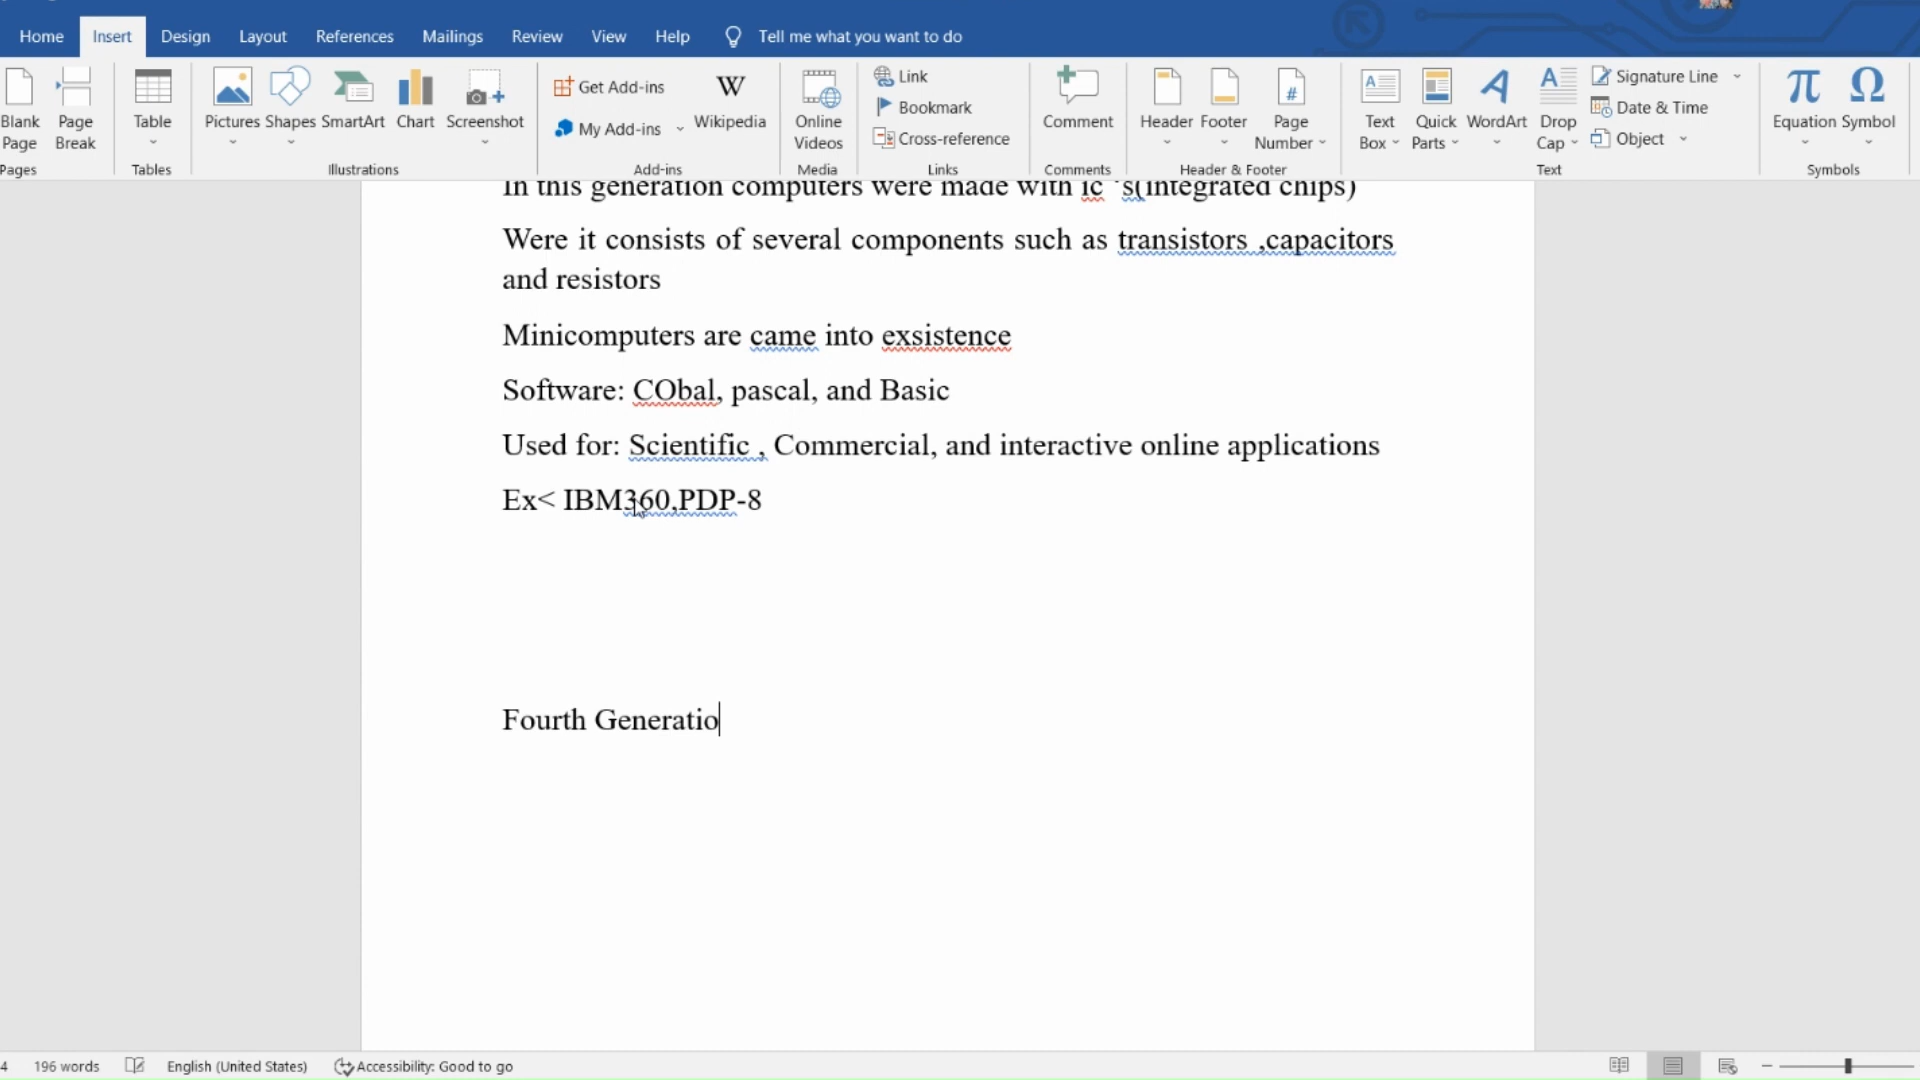 Home Insert Design Layout References Mailings Review View Help Tell me what you want to do
Blank Page
Page Break
Table
Pictures
Shapes
SmartArt
Chart
Screenshot
Get Add-ins
My Add-ins
Wikipedia
Online Videos
Link
Bookmark
Cross-reference
Comment
Header
Footer
Page Number
Text Box
Quick Parts
WordArt
Drop Cap
Signature Line
Date & Time
Object
Equation
Symbol
Pages Tables Illustrations Add-ins Media Links Comments Header & Footer Text Symbols
In this generation computers were made with ic ‘s(integrated chips)
Were it consists of several components such as transistors ,capacitors
and resistors
Minicomputers are came into exsistence
Software: CObal, pascal, and Basic
Used for: Scientific , Commercial, and interactive online applications
Ex< IBM360,PDP-8
Fourth Generatio
4 196 words English (United States) Accessibility: Good to go